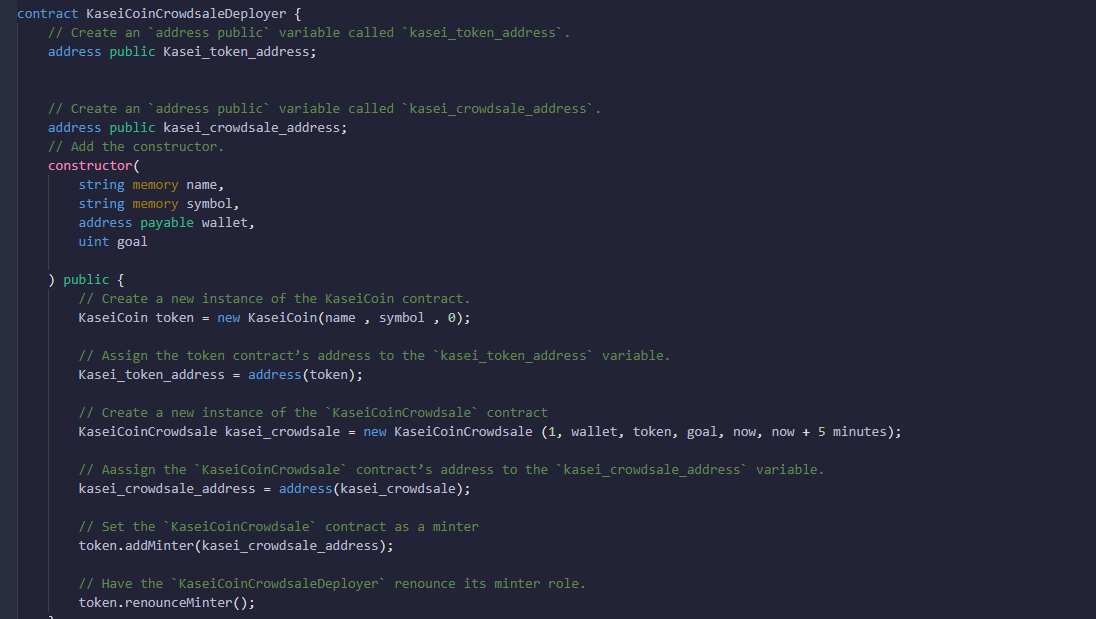 contract KaseiCoinCrowdsaleDeployer {
// Create an `address public` variable called `kasei_token_address`.
address public Kasei_token_address;
// Create an `address public` variable called `kasei_crowdsale_address`.
address public kasei_crowdsale_address;
// Add the constructor.
constructor(
string memory name,
string memory symbol,
address payable wallet,
uint goal
) public {
// Create a new instance of the KaseiCoin contract.
KaseiCoin token = new KaseiCoin(name , symbol , 0);
// Assign the token contract’s address to the `kasei_token_address` variable.
Kasei_token_address = address(token);
// Create a new instance of the `KaseiCoinCrowdsale` contract
KaseiCoinCrowdsale kasei_crowdsale = new KaseiCoinCrowdsale (1, wallet, token, goal, now, now + 5 minutes);
// Aassign the `KaseiCoinCrowdsale` contract’s address to the `kasei_crowdsale_address` variable.
kasei_crowdsale_address = address(kasei_crowdsale);
// Set the `KaseiCoinCrowdsale` contract as a minter
token.addMinter(kasei_crowdsale_address);
// Have the `KaseiCoinCrowdsaleDeployer` renounce its minter role.
token.renounceMinter();